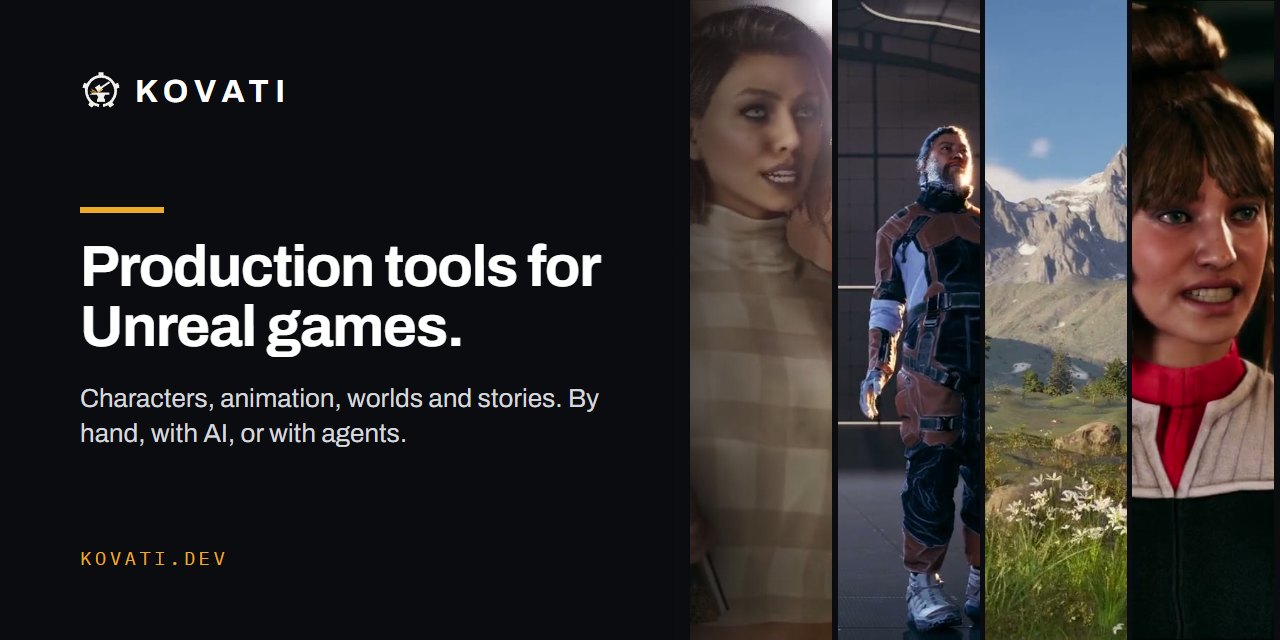 KOVATI
Production tools for
Unreal games.
Characters, animation, worlds and stories. By
hand, with AI, or with agents.
KOVATI.DEV